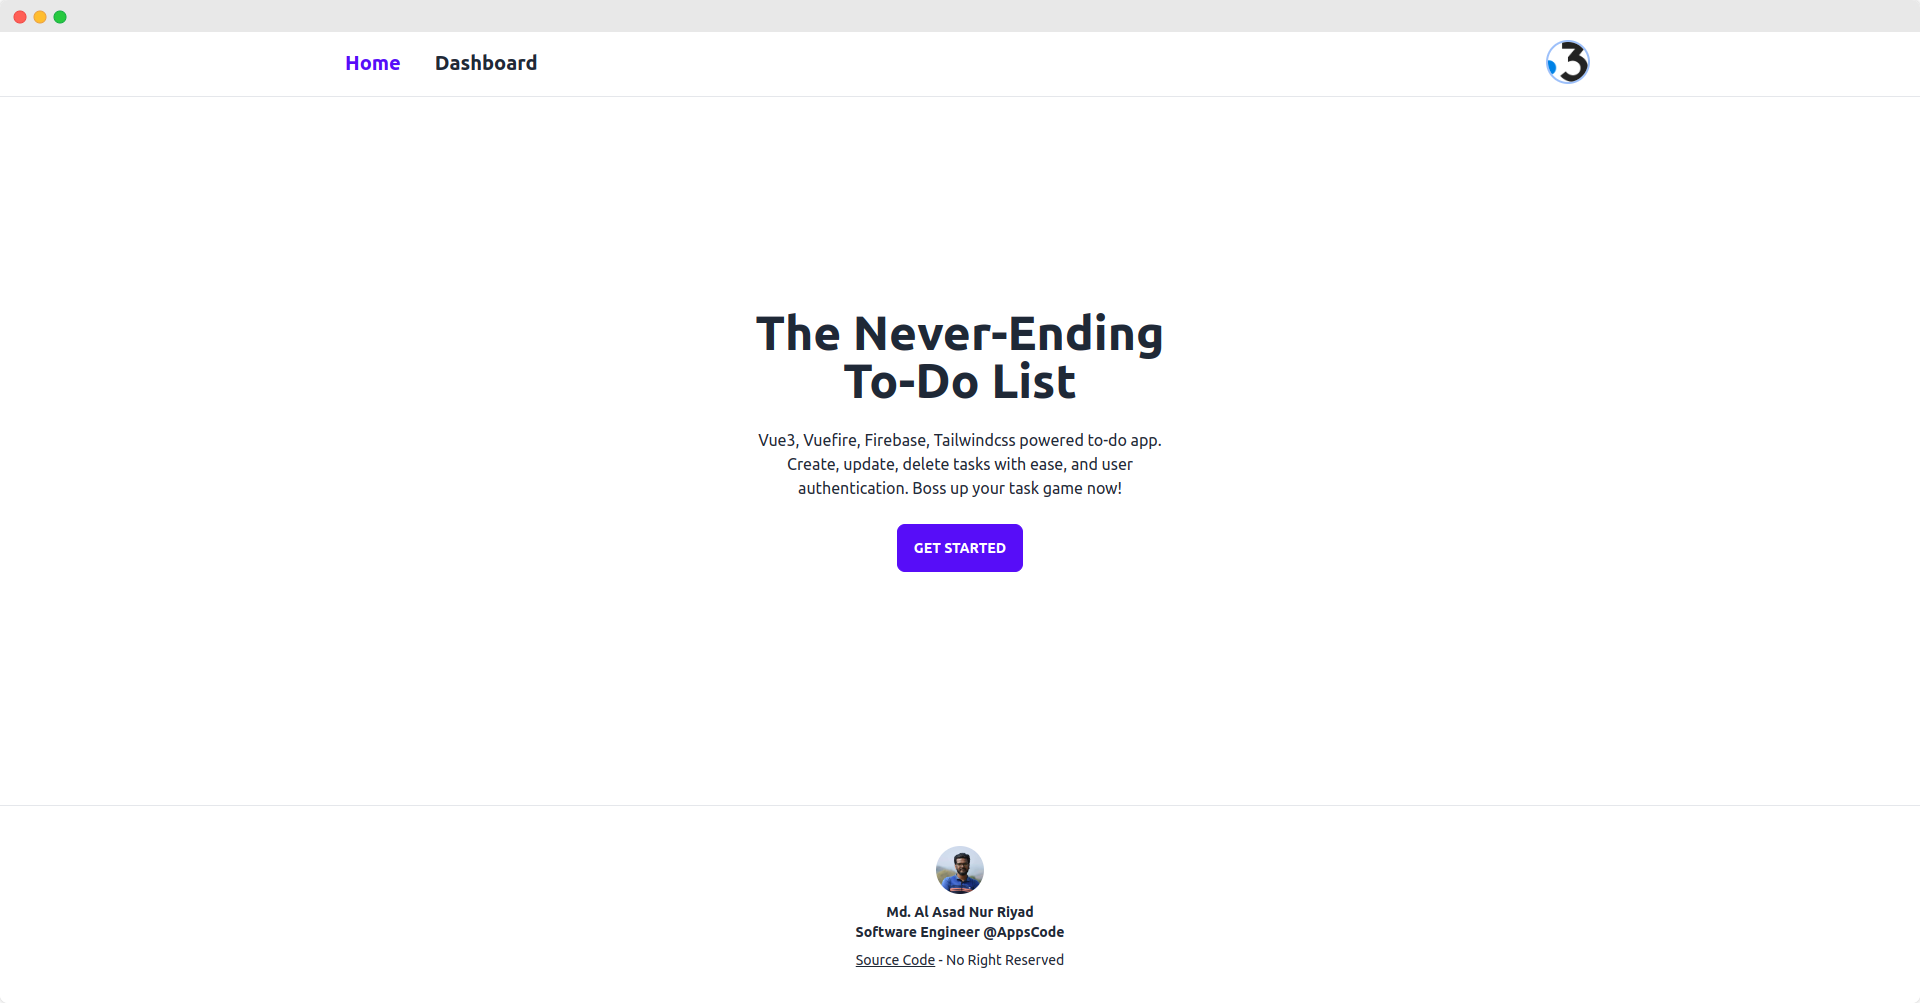 Home Dashboard
3
The Never-Ending
To-Do List
Vue3, Vuefire, Firebase, Tailwindcss powered to-do app.
Create, update, delete tasks with ease, and user
authentication. Boss up your task game now!
GET STARTED
Md. Al Asad Nur Riyad
Software Engineer @AppsCode
Source Code - No Right Reserved